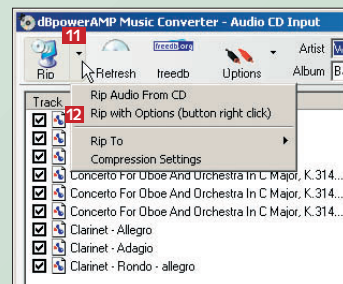 dBpowerAMP Music Converter - Audio CD Input
11
freedb.org
Artist
Rip Refresh freedb Options Album
Track
Rip Audio From CD
12 Rip with Options (button right click)
Rip To
Compression Settings
Concerto For Oboe And Orchestra In C Major, K.314...
Concerto For Oboe And Orchestra In C Major, K.314...
Concerto For Oboe And Orchestra In C Major, K.314...
Clarinet - Allegro
Clarinet - Adagio
Clarinet - Rondo - allegro